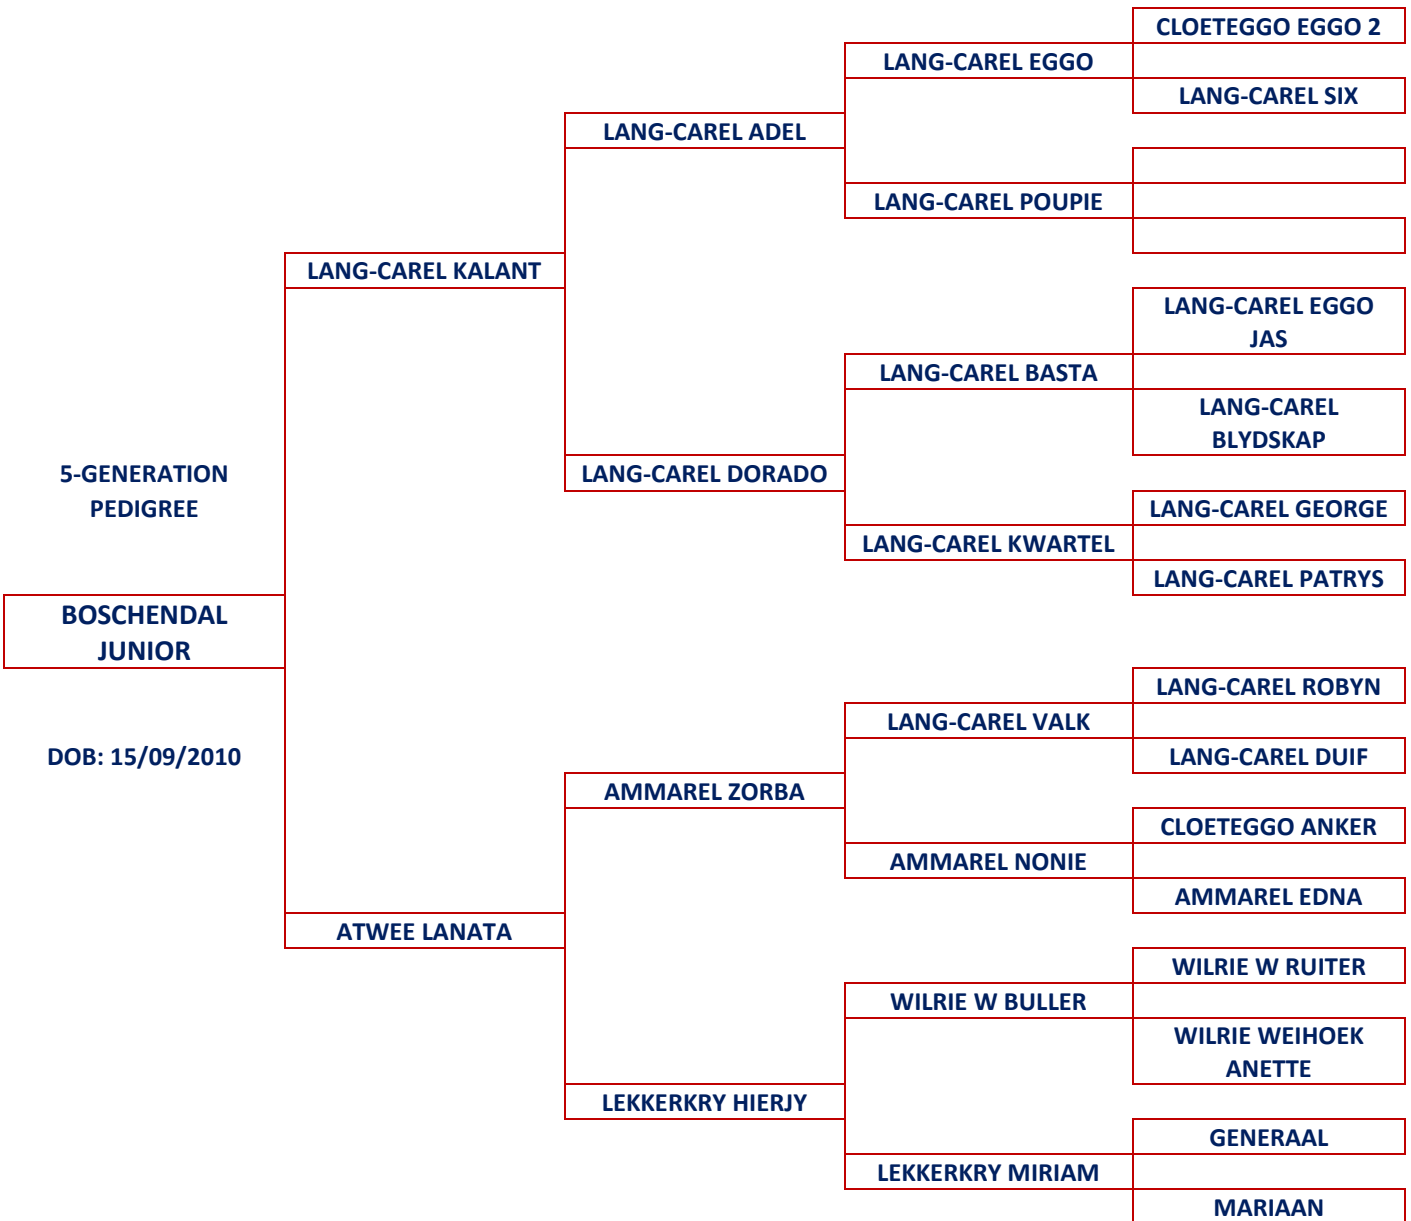 CLOETEGGO EGGO 2
LANG-CAREL EGGO
LANG-CAREL SIX
LANG-CAREL ADEL
LANG-CAREL POUPIE
LANG-CAREL KALANT
LANG-CAREL EGGO
JAS
LANG-CAREL BASTA
LANG-CAREL
BLYDSKAP
5-GENERATION
PEDIGREE
LANG-CAREL DORADO
LANG-CAREL GEORGE
LANG-CAREL KWARTEL
LANG-CAREL PATRYS
BOSCHENDAL
JUNIOR
LANG-CAREL ROBYN
LANG-CAREL VALK
DOB: 15/09/2010
LANG-CAREL DUIF
AMMAREL ZORBA
CLOETEGGO ANKER
AMMAREL NONIE
AMMAREL EDNA
ATWEE LANATA
WILRIE W RUITER
WILRIE W BULLER
WILRIE WEIHOEK
ANETTE
LEKKERKRY HIERJY
GENERAAL
LEKKERKRY MIRIAM
MARIAAN